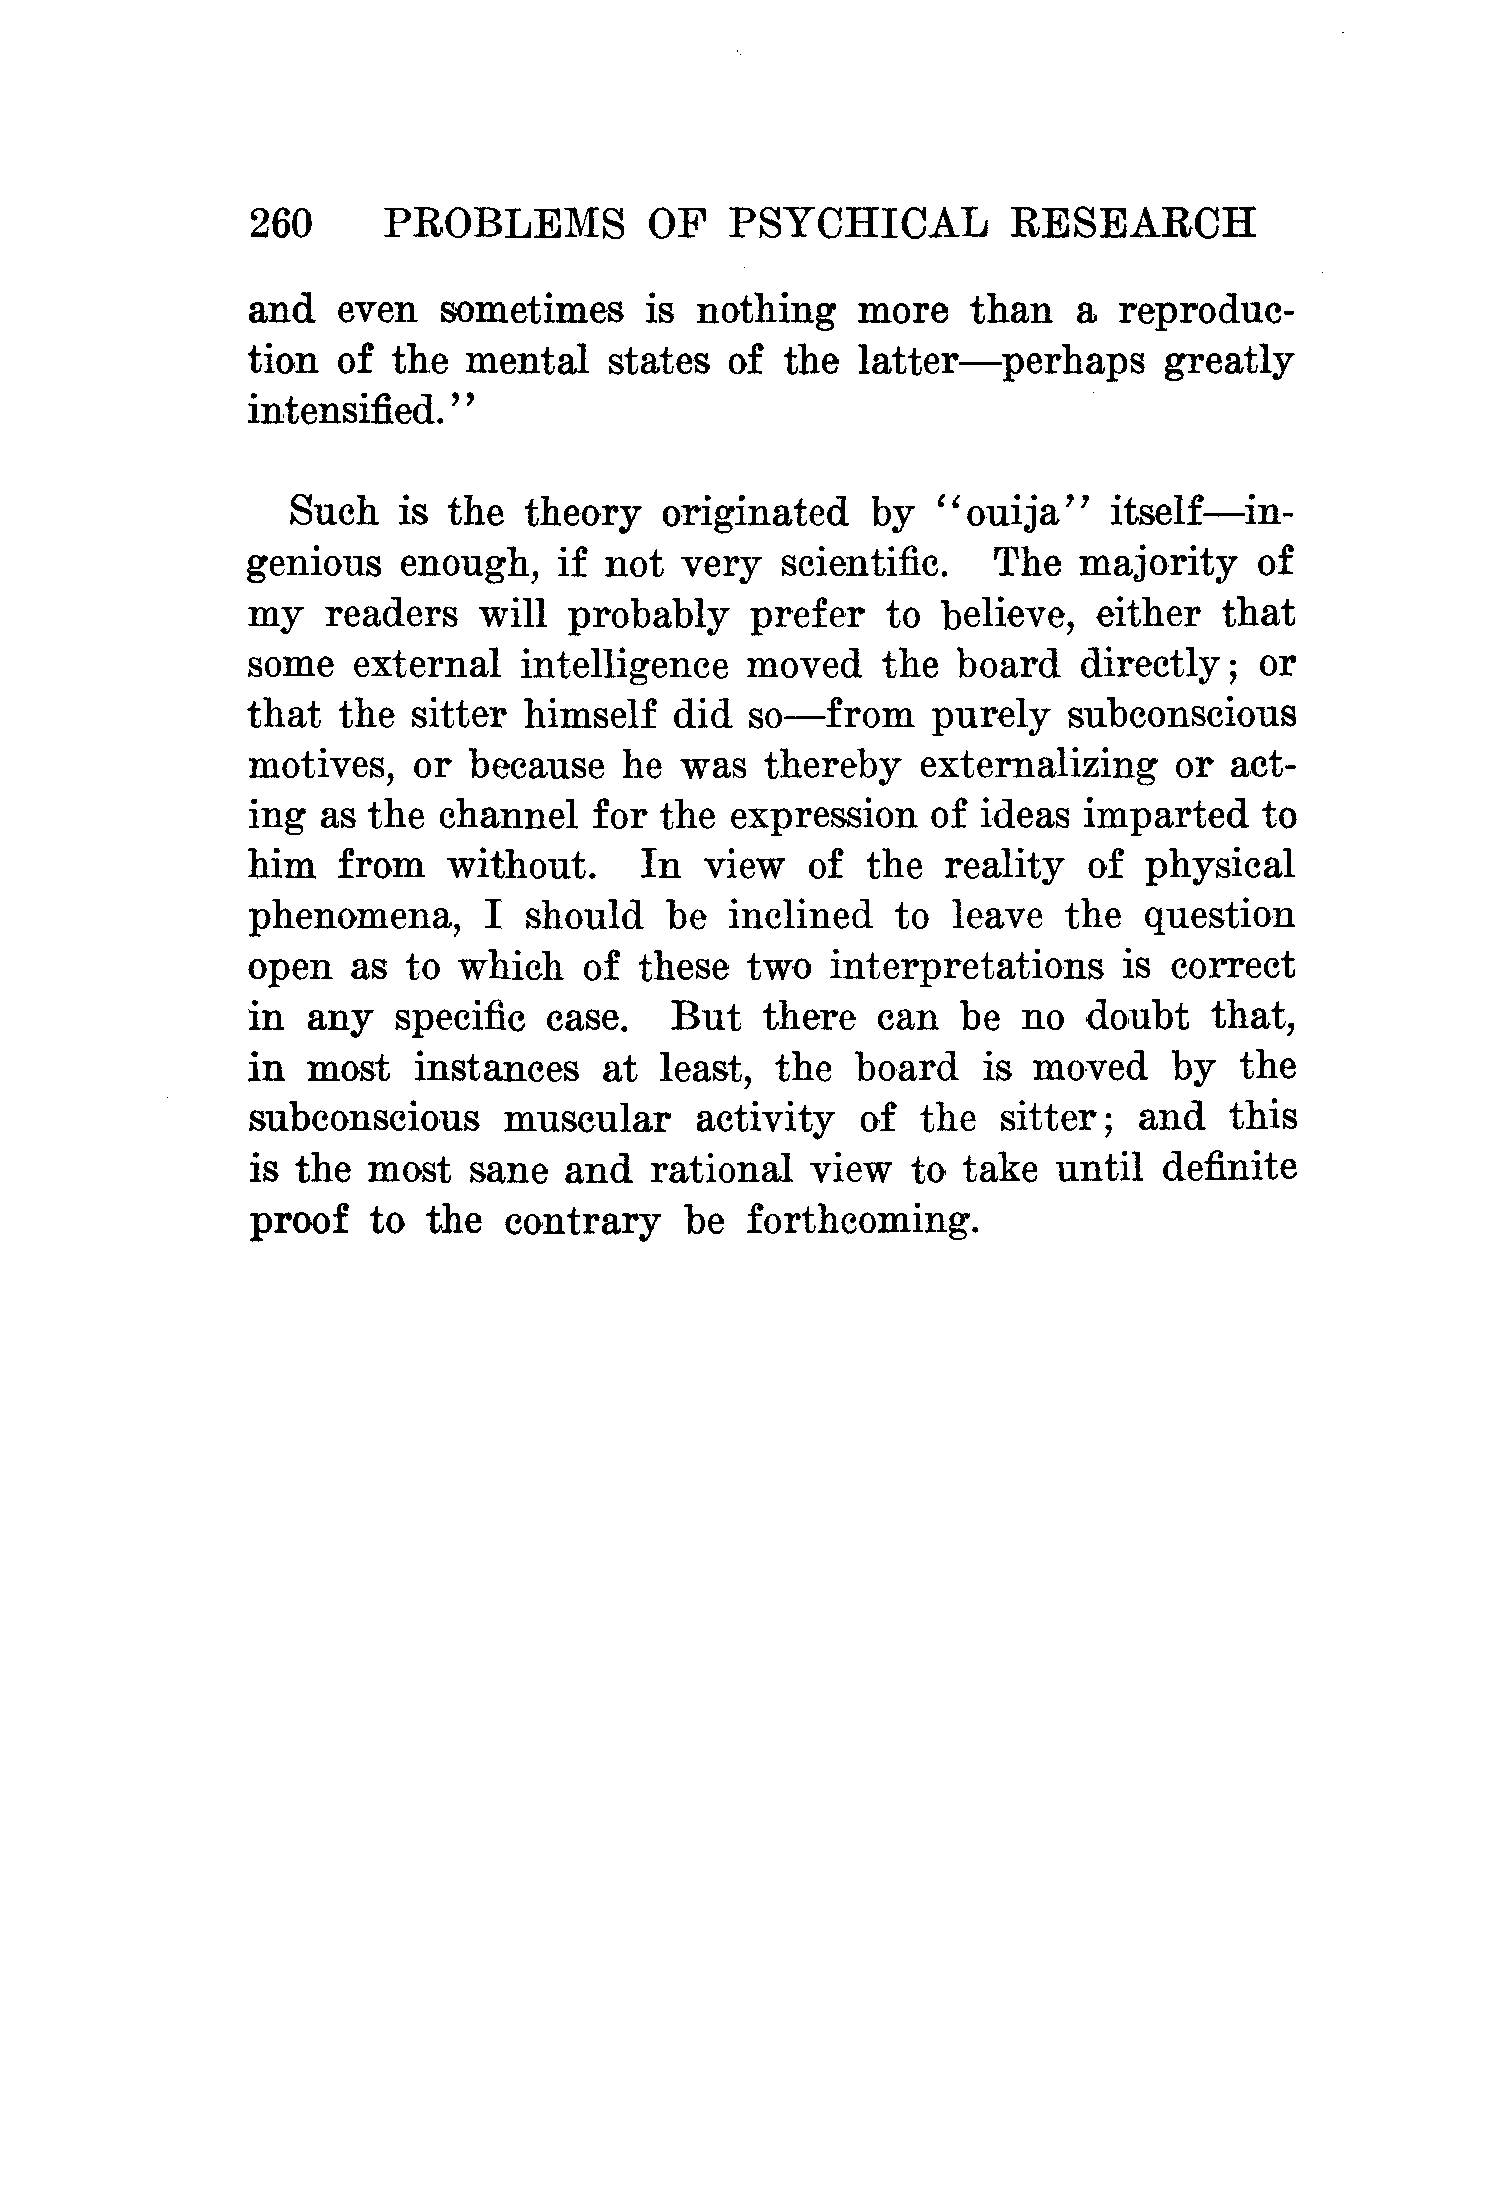 260 PROBLEMS OF PSYCHICAL RESEARCH
and even sometimes is nothing more than a reproduc-
tion of the mental states of the latter—perhaps greatly
intensified.''
Such is the theory originated by ''ouija'' itself—in-
genious enough, if not very scientific. The majority of
my readers will probably prefer to believe, either that
some external intelligence moved the board directly; or
that the sitter himself did so—from purely subconscious
motives, or because he was thereby externalizing or act-
ing as the channel for the expression of ideas imparted to
him from without. In view of the reality of physical
phenomena, I should be inclined to leave the question
open as to which of these two interpretations is correct
in any specific case. But there can be no doubt that,
in most instances at least, the board is moved by the
subconscious muscular activity of the sitter; and this
is the most sane and rational view to take until definite
proof to the contrary be forthcoming.